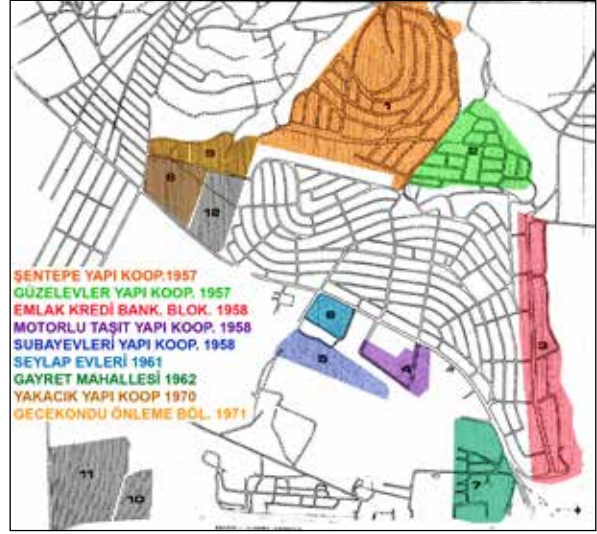 1
2
9
8
12
ŞENTEPE YAPI KOOP.1957
GÜZELEVLER YAPI KOOP. 1957
EMLAK KREDİ BANK. BLOK. 1958
MOTORLU TAŞIT YAPI KOOP. 1958
SUBAYEVLERİ YAPI KOOP. 1958
SEYLAP EVLERİ 1961
GAYRET MAHALLESİ 1962
YAKACIK YAPI KOOP 1970
GECEKONDU ÖNLEME BÖL. 1971
6
5
4
3
11
10
7